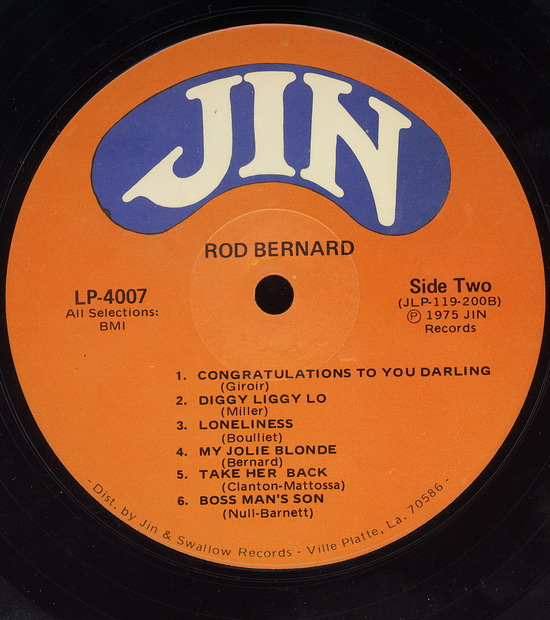 JIN
ROD BERNARD
LP-4007
All Selections:
BMI
Side Two
(JLP-119-200B)
Ⓟ 1975 JIN
Records
1. CONGRATULATIONS TO YOU DARLING
(Giroir)
2. DIGGY LIGGY LO
(Miller)
3. LONELINESS
(Boulliet)
4. MY JOLIE BLONDE
(Bernard)
5. TAKE HER BACK
(Clanton-Mattossa)
6. BOSS MAN'S SON
(Null-Barnett)
- Dist. by Jin & Swallow Records - Ville Platte, La. 70586 -